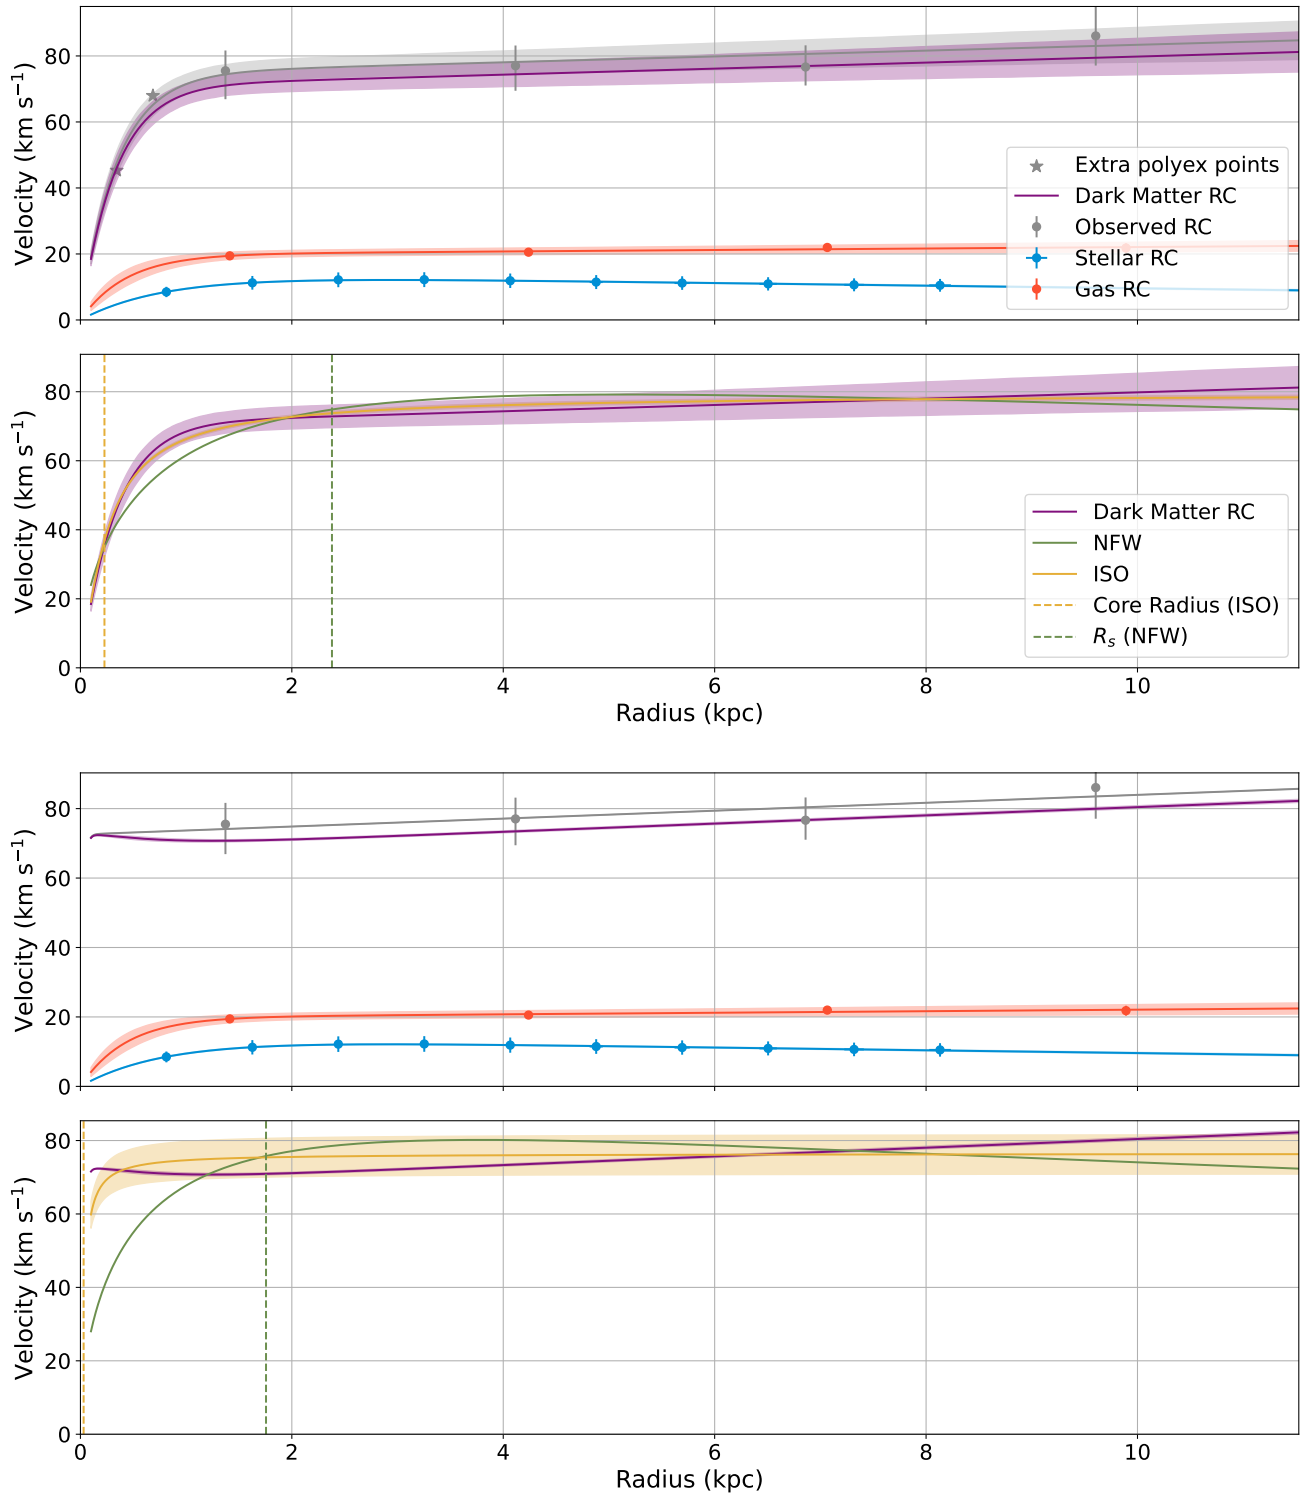 80
60
40
20
0
Velocity (km s⁻¹)
Extra polyex points
Dark Matter RC
Observed RC
Stellar RC
Gas RC
80
60
40
20
0
Velocity (km s⁻¹)
Dark Matter RC
NFW
ISO
Core Radius (ISO)
Rₛ (NFW)
0 2 4 6 8 10
Radius (kpc)
80
60
40
20
0
Velocity (km s⁻¹)
80
60
40
20
0
Velocity (km s⁻¹)
0 2 4 6 8 10
Radius (kpc)